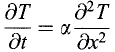 ∂T/∂t = α ∂²T/∂x²